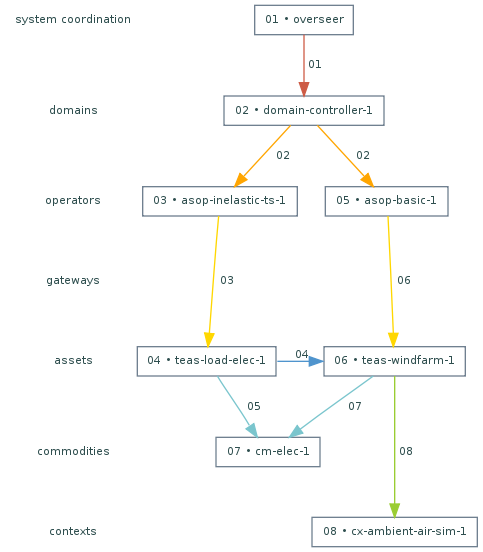 system coordination
01 • overseer
01
domains
02 • domain-controller-1
02
02
operators
03 • asop-inelastic-ts-1
05 • asop-basic-1
gateways
03
06
assets
04 • teas-load-elec-1
04
06 • teas-windfarm-1
05
07
commodities
07 • cm-elec-1
08
contexts
08 • cx-ambient-air-sim-1